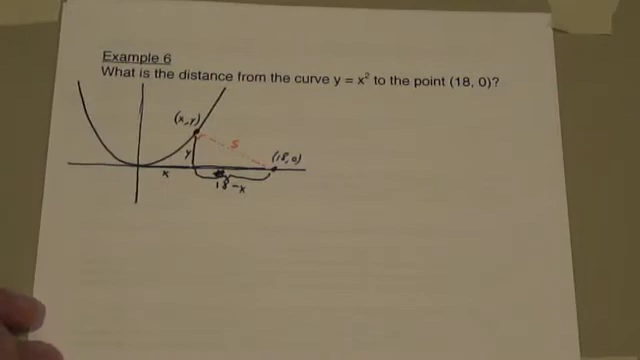 Example 6
What is the distance from the curve y = x² to the point (18, 0)?
(x,y)
s
y
(18,0)
x
18-x